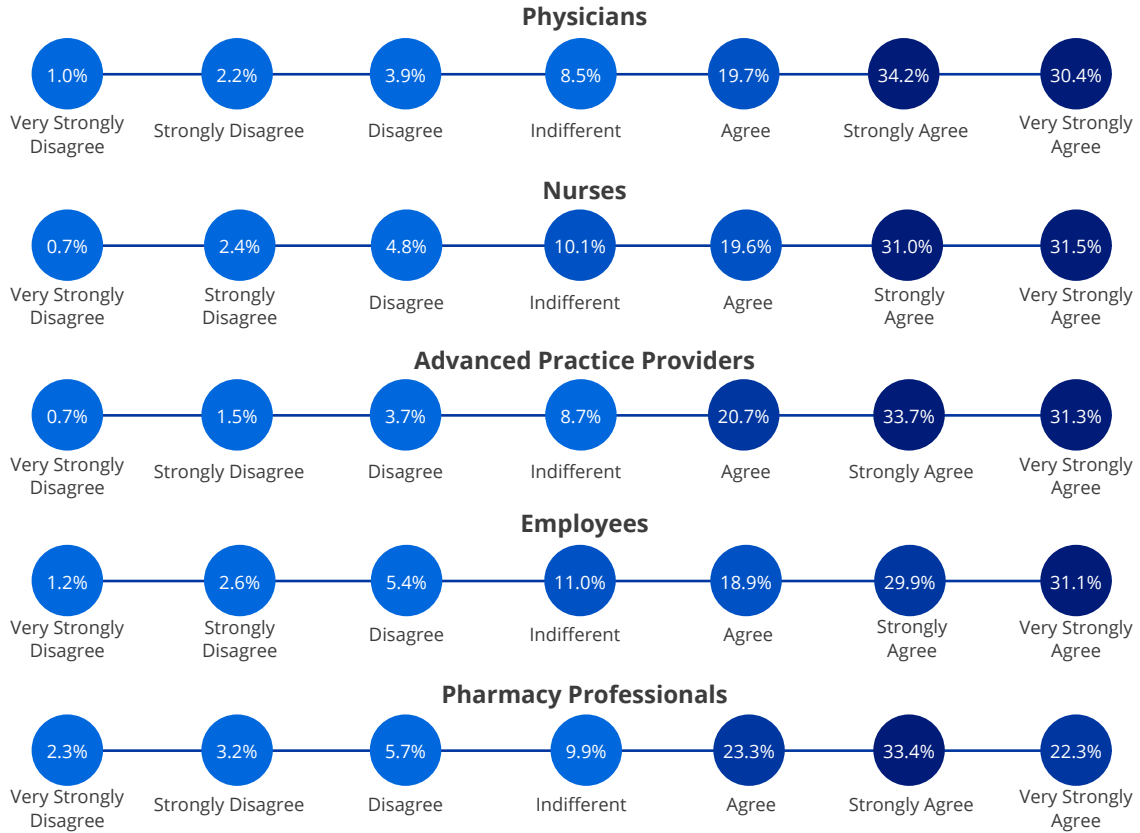 Physicians
1.0% 2.2% 3.9% 8.5% 19.7% 34.2% 30.4%
Very Strongly Disagree Strongly Disagree Disagree Indifferent Agree Strongly Agree Very Strongly Agree
Nurses
0.7% 2.4% 4.8% 10.1% 19.6% 31.0% 31.5%
Very Strongly Disagree Strongly Disagree Disagree Indifferent Agree Strongly Agree Very Strongly Agree
Advanced Practice Providers
0.7% 1.5% 3.7% 8.7% 20.7% 33.7% 31.3%
Very Strongly Disagree Strongly Disagree Disagree Indifferent Agree Strongly Agree Very Strongly Agree
Employees
1.2% 2.6% 5.4% 11.0% 18.9% 29.9% 31.1%
Very Strongly Disagree Strongly Disagree Disagree Indifferent Agree Strongly Agree Very Strongly Agree
Pharmacy Professionals
2.3% 3.2% 5.7% 9.9% 23.3% 33.4% 22.3%
Very Strongly Disagree Strongly Disagree Disagree Indifferent Agree Strongly Agree Very Strongly Agree